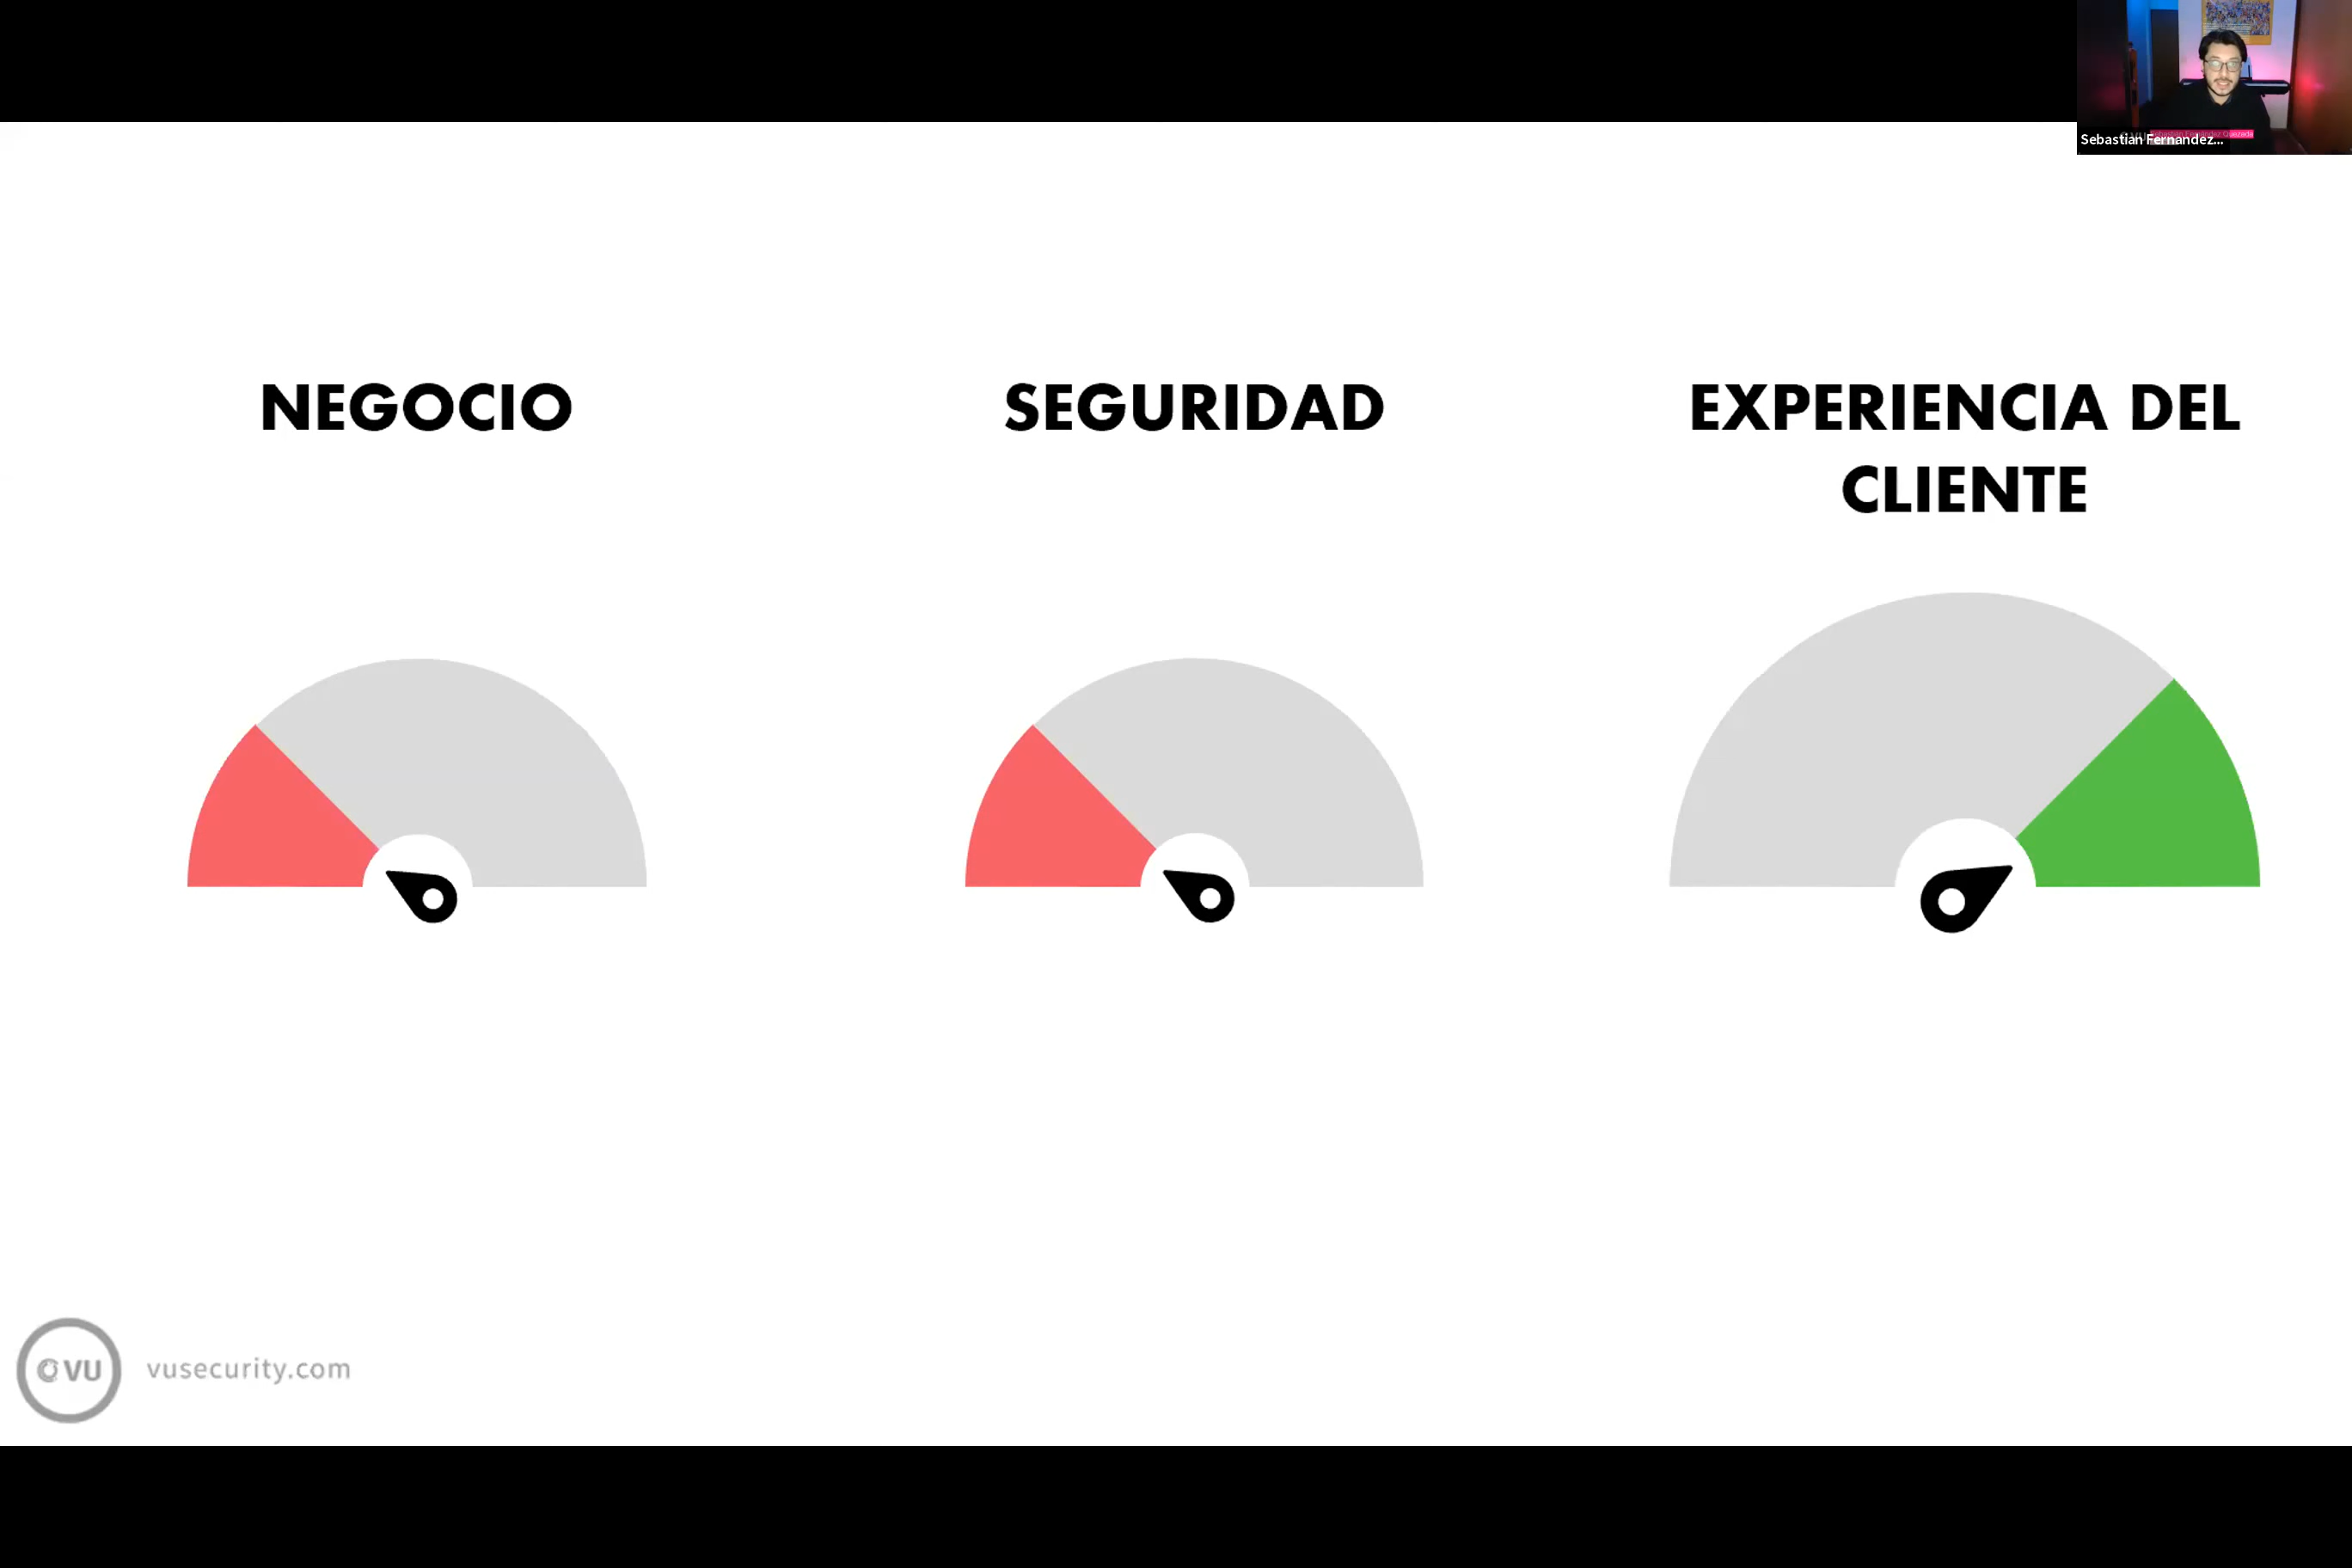 NEGOCIO
SEGURIDAD
EXPERIENCIA DEL
CLIENTE
Sebastian Fernandez...
VU
vusecurity.com